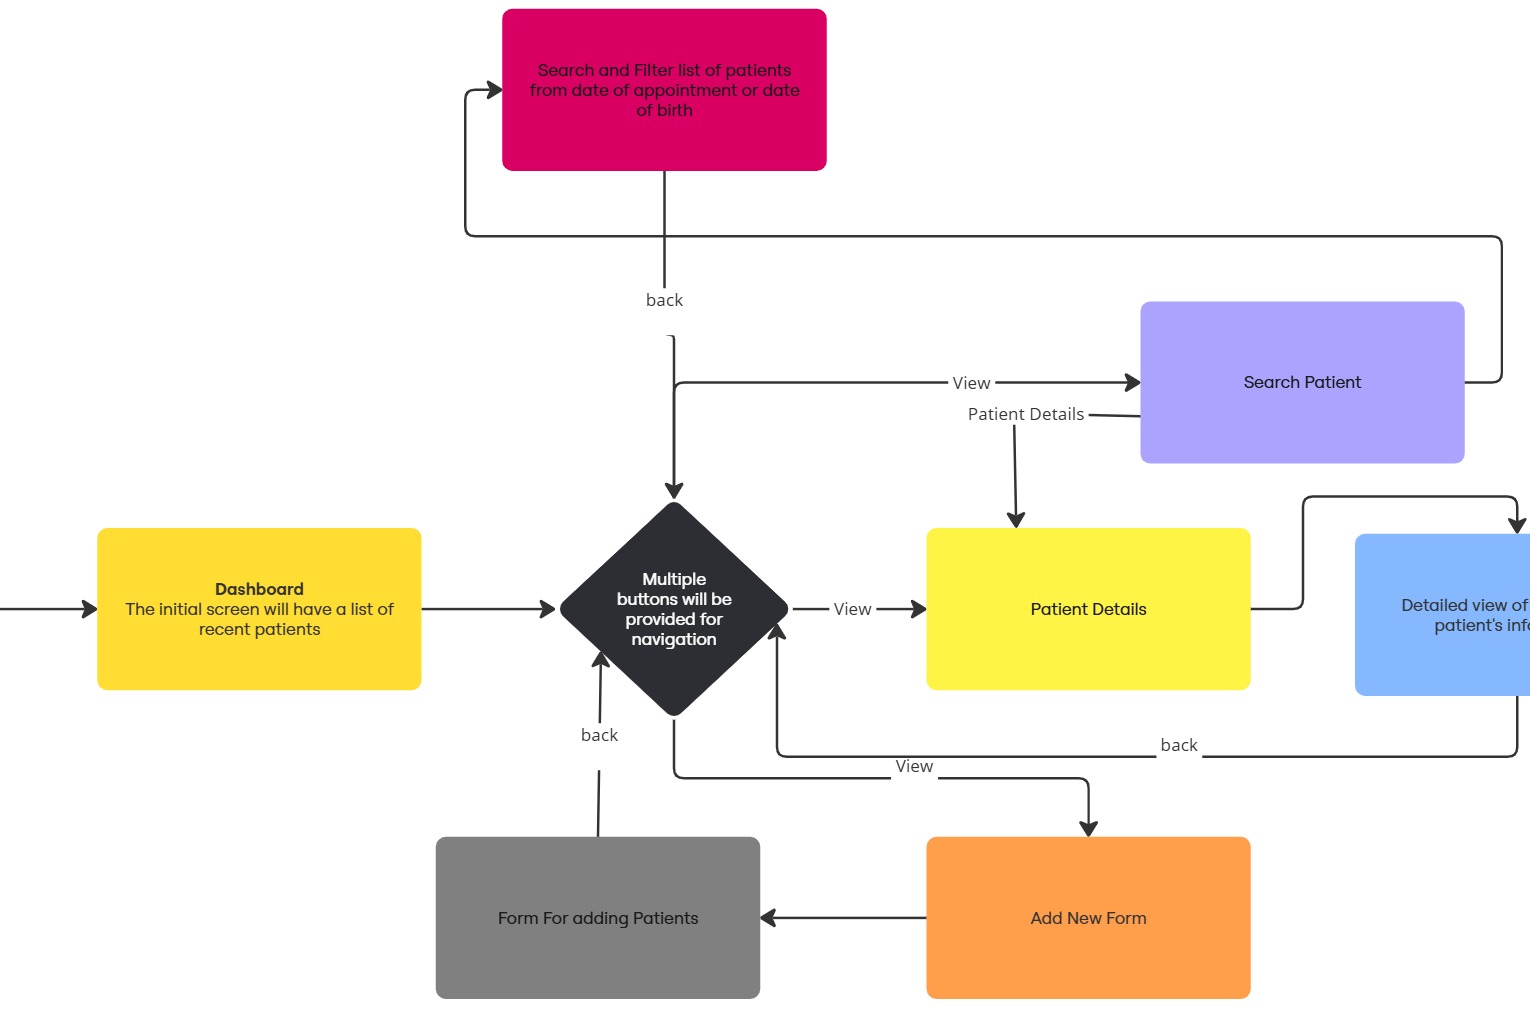 Search and Filter list of patients
from date of appointment or date
of birth
back
View
Search Patient
Patient Details
Dashboard
The initial screen will have a list of
recent patients
Multiple
buttons will be
provided for
navigation
View
Patient Details
Detailed view of
patient's
back
back
View
Form For adding Patients
Add New Form